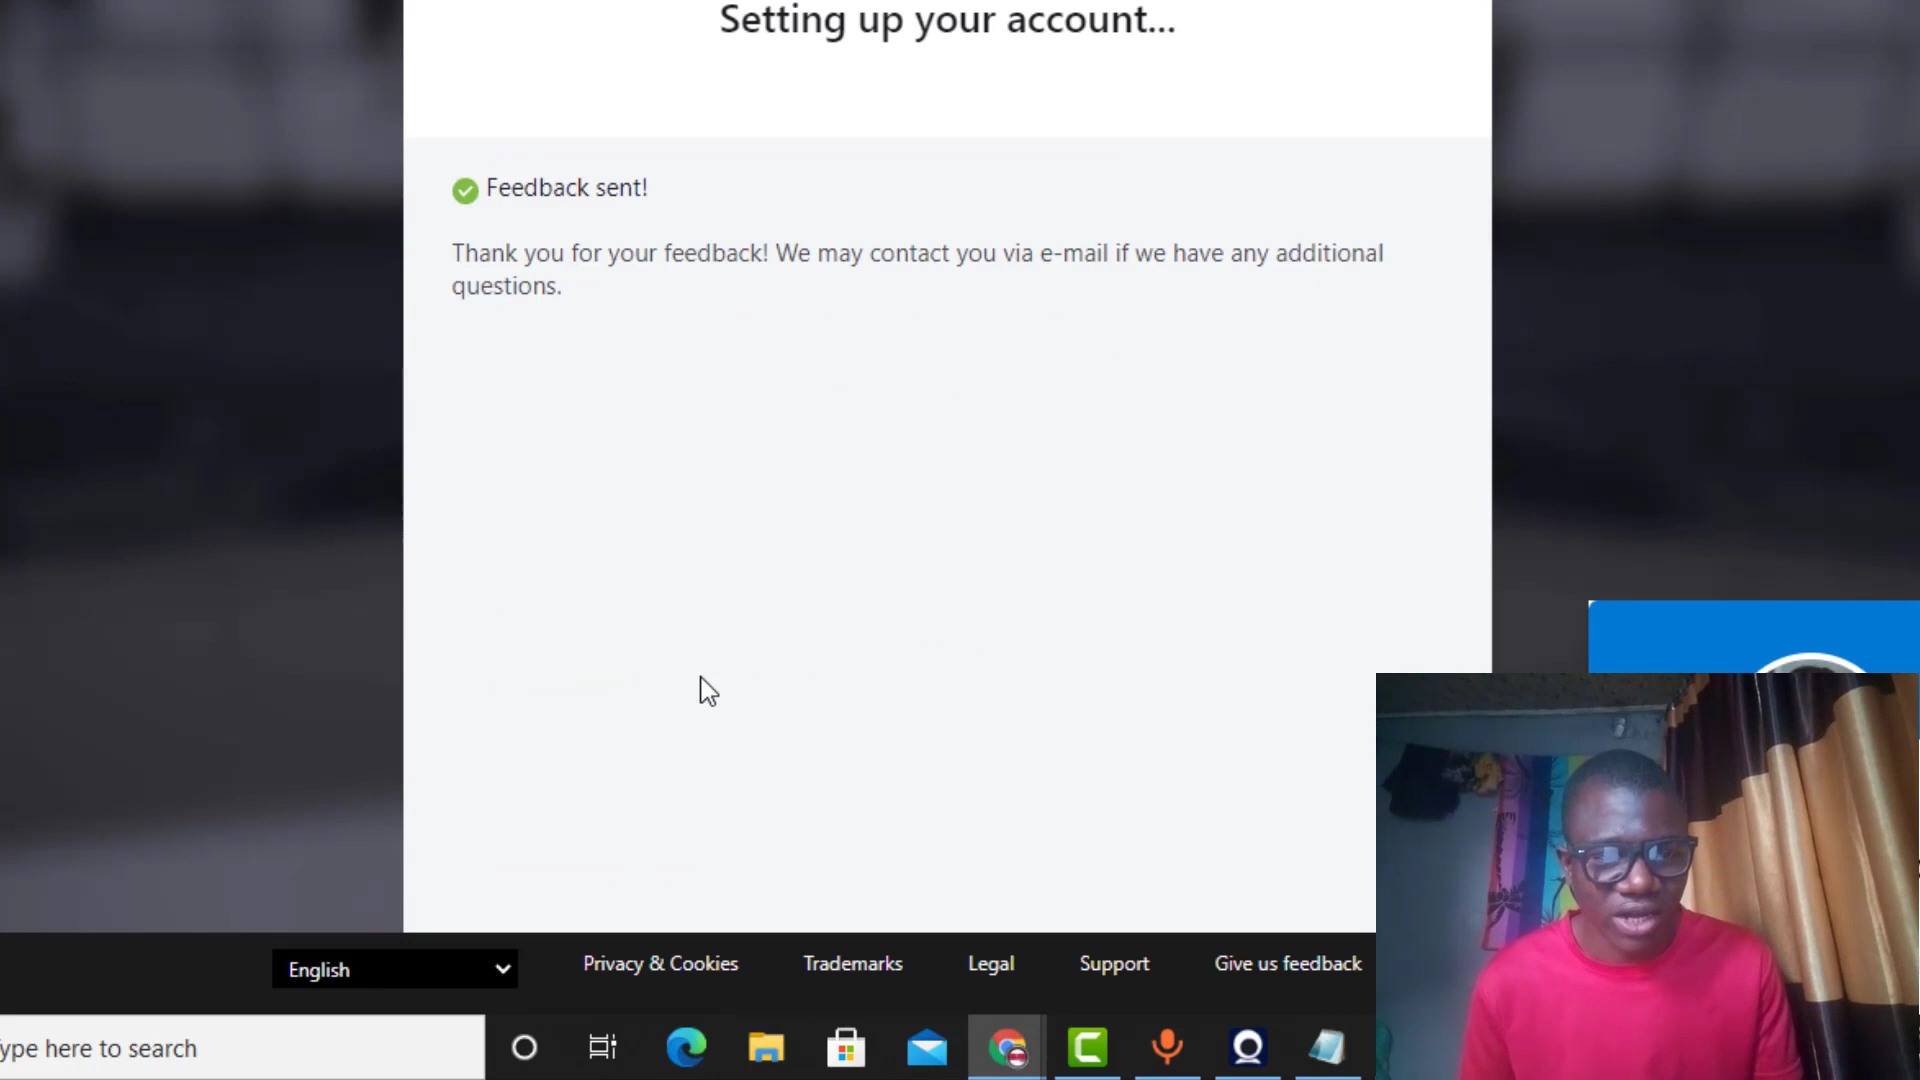 Setting up your account...
Feedback sent!
Thank you for your feedback! We may contact you via e-mail if we have any additional
questions.
English
Privacy & Cookies
Trademarks
Legal
Support
Give us feedback
ype here to search